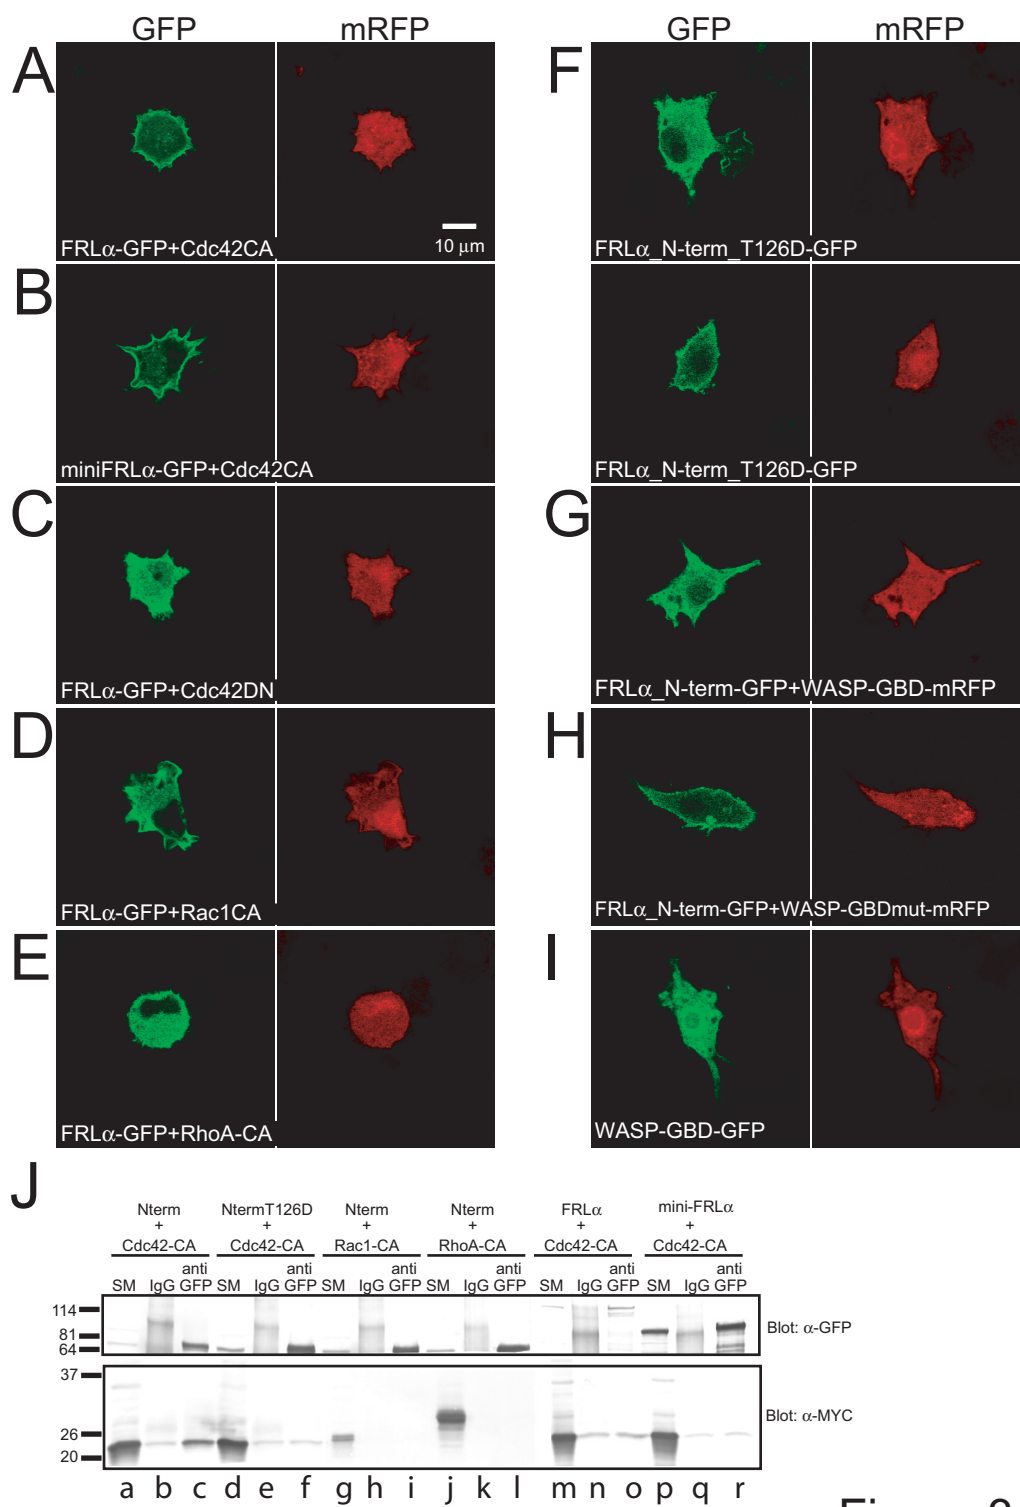 GFP mRFP
A
FRLα-GFP+Cdc42CA
10 μm
B
miniFRLα-GFP+Cdc42CA
C
FRLα-GFP+Cdc42DN
D
FRLα-GFP+Rac1CA
E
FRLα-GFP+RhoA-CA
GFP mRFP
F
FRLα_N-term_T126D-GFP
FRLα_N-term_T126D-GFP
G
FRLα_N-term-GFP+WASP-GBD-mRFP
H
FRLα_N-term-GFP+WASP-GBDmut-mRFP
I
WASP-GBD-GFP
J
Nterm NtermT126D Nterm Nterm FRLα mini-FRLα
+ + + + + +
Cdc42-CA Cdc42-CA Rac1-CA RhoA-CA Cdc42-CA Cdc42-CA
anti anti anti anti anti anti
SM IgG GFP SM IgG GFP SM IgG GFP SM IgG GFP SM IgG GFP SM IgG GFP
114
81
64
Blot: α-GFP
37
26
20
Blot: α-MYC
a b c d e f g h i j k l m n o p q r